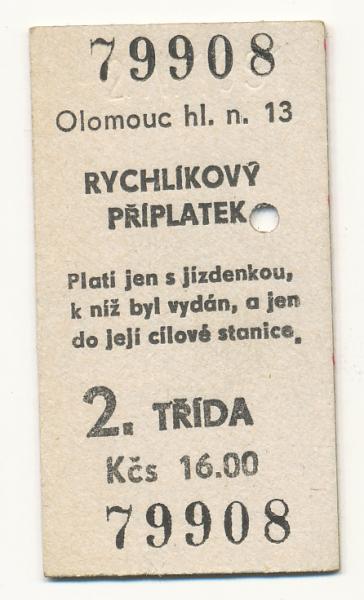 79908
Olomouc hl. n. 13
RYCHLÍKOVÝ
PŘÍPLATEK
Platí jen s jízdenkou,
k níž byl vydán, a jen
do její cílové stanice.
2. TŘÍDA
Kčs 16.00
79908